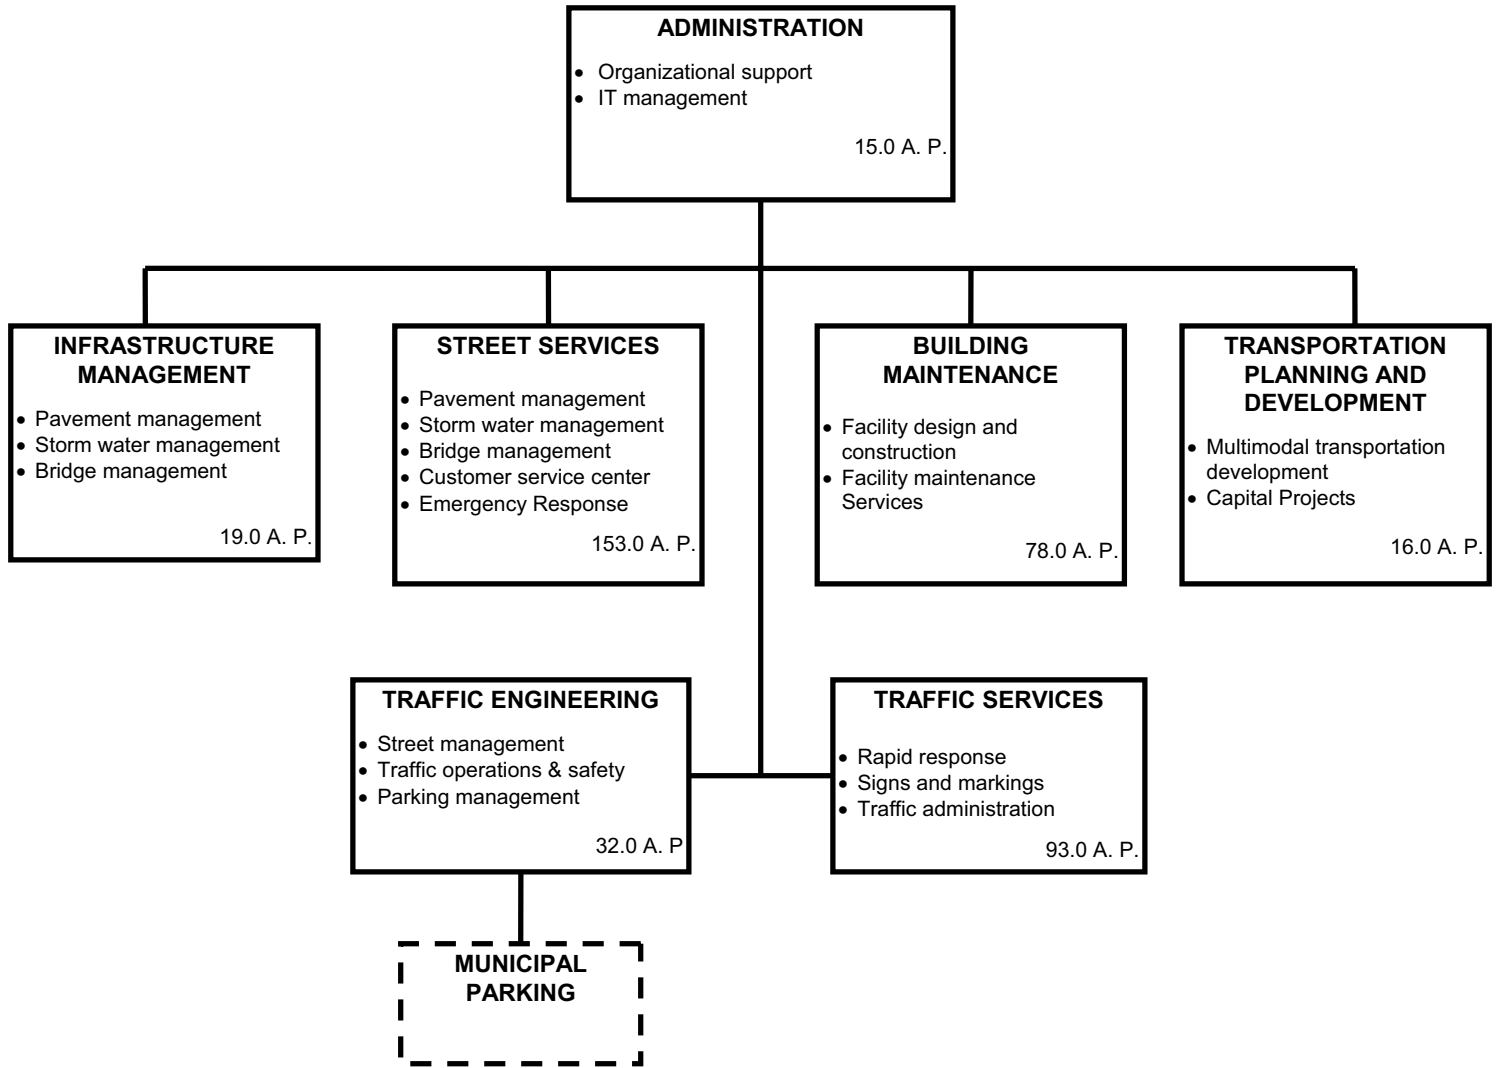 ADMINISTRATION
• Organizational support
• IT management
15.0 A. P.
INFRASTRUCTURE
MANAGEMENT
• Pavement management
• Storm water management
• Bridge management
19.0 A. P.
STREET SERVICES
• Pavement management
• Storm water management
• Bridge management
• Customer service center
• Emergency Response
153.0 A. P.
BUILDING
MAINTENANCE
• Facility design and
construction
• Facility maintenance
Services
78.0 A. P.
TRANSPORTATION
PLANNING AND
DEVELOPMENT
• Multimodal transportation
development
• Capital Projects
16.0 A. P.
TRAFFIC ENGINEERING
• Street management
• Traffic operations & safety
• Parking management
32.0 A. P
TRAFFIC SERVICES
• Rapid response
• Signs and markings
• Traffic administration
93.0 A. P.
MUNICIPAL
PARKING